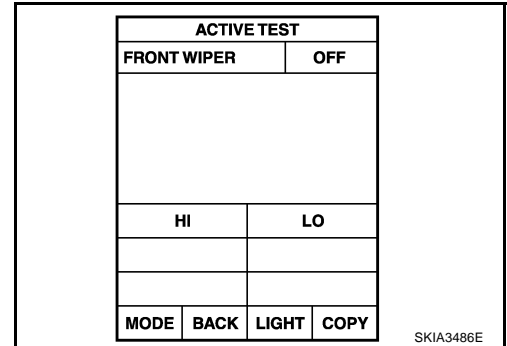 ACTIVE TEST
FRONT WIPER OFF
HI LO
MODE BACK LIGHT COPY
SKIA3486E